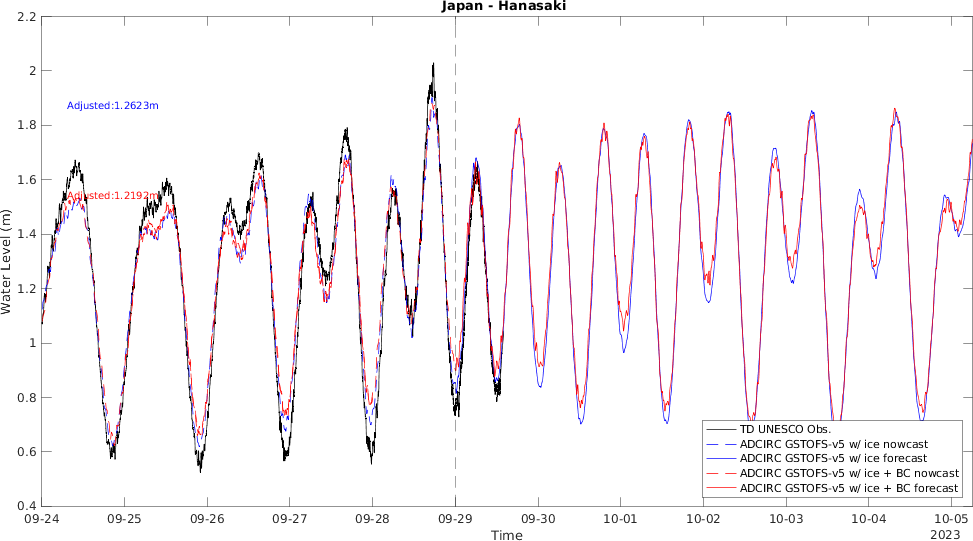 Japan - Hanasaki
2.2
2
1.8
1.6
1.4
1.2
1
0.8
0.6
0.4
Water Level (m)
Adjusted:1.2623m
Adjusted:1.2192m
TD UNESCO Obs.
ADCIRC GSTOFS-v5 w/ ice nowcast
ADCIRC GSTOFS-v5 w/ ice forecast
ADCIRC GSTOFS-v5 w/ ice + BC nowcast
ADCIRC GSTOFS-v5 w/ ice + BC forecast
09-24 09-25 09-26 09-27 09-28 09-29 09-30 10-01 10-02 10-03 10-04 10-05
2023
Time